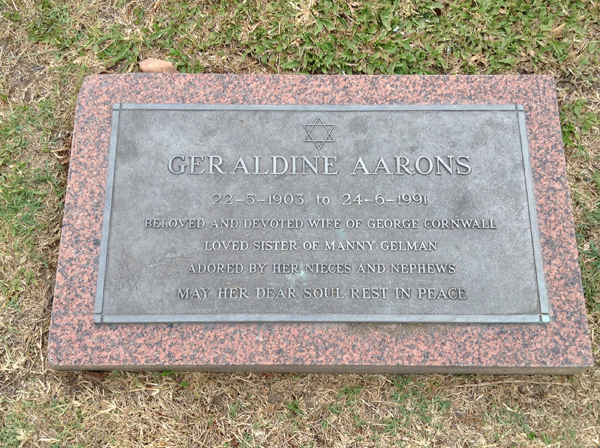 GERALDINE AARONS
22-5-1903 to 24-6-1991
BELOVED AND DEVOTED WIFE OF GEORGE CORNWALL
LOVED SISTER OF MANNY GELMAN
ADORED BY HER NIECES AND NEPHEWS
MAY HER DEAR SOUL REST IN PEACE